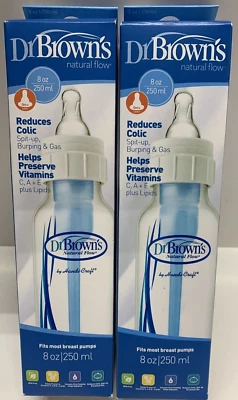 Dr Brown's
natural flow®
8 oz
250 ml
Reduces
Colic
Spit-up,
Burping & Gas
Helps
Preserve
Vitamins
C, A + E
plus Lipids
Dr Brown's
Natural Flow®
by Handi-Craft®
Fits most breast pumps
8 oz|250 ml
Dr Brown's
natural flow®
8 oz
250 ml
Reduces
Colic
Spit-up,
Burping & Gas
Helps
Preserve
Vitamins
C, A + E
plus Lipids
Dr Brown's
Natural Flow®
by Handi-Craft®
Fits most breast pumps
8 oz|250 ml